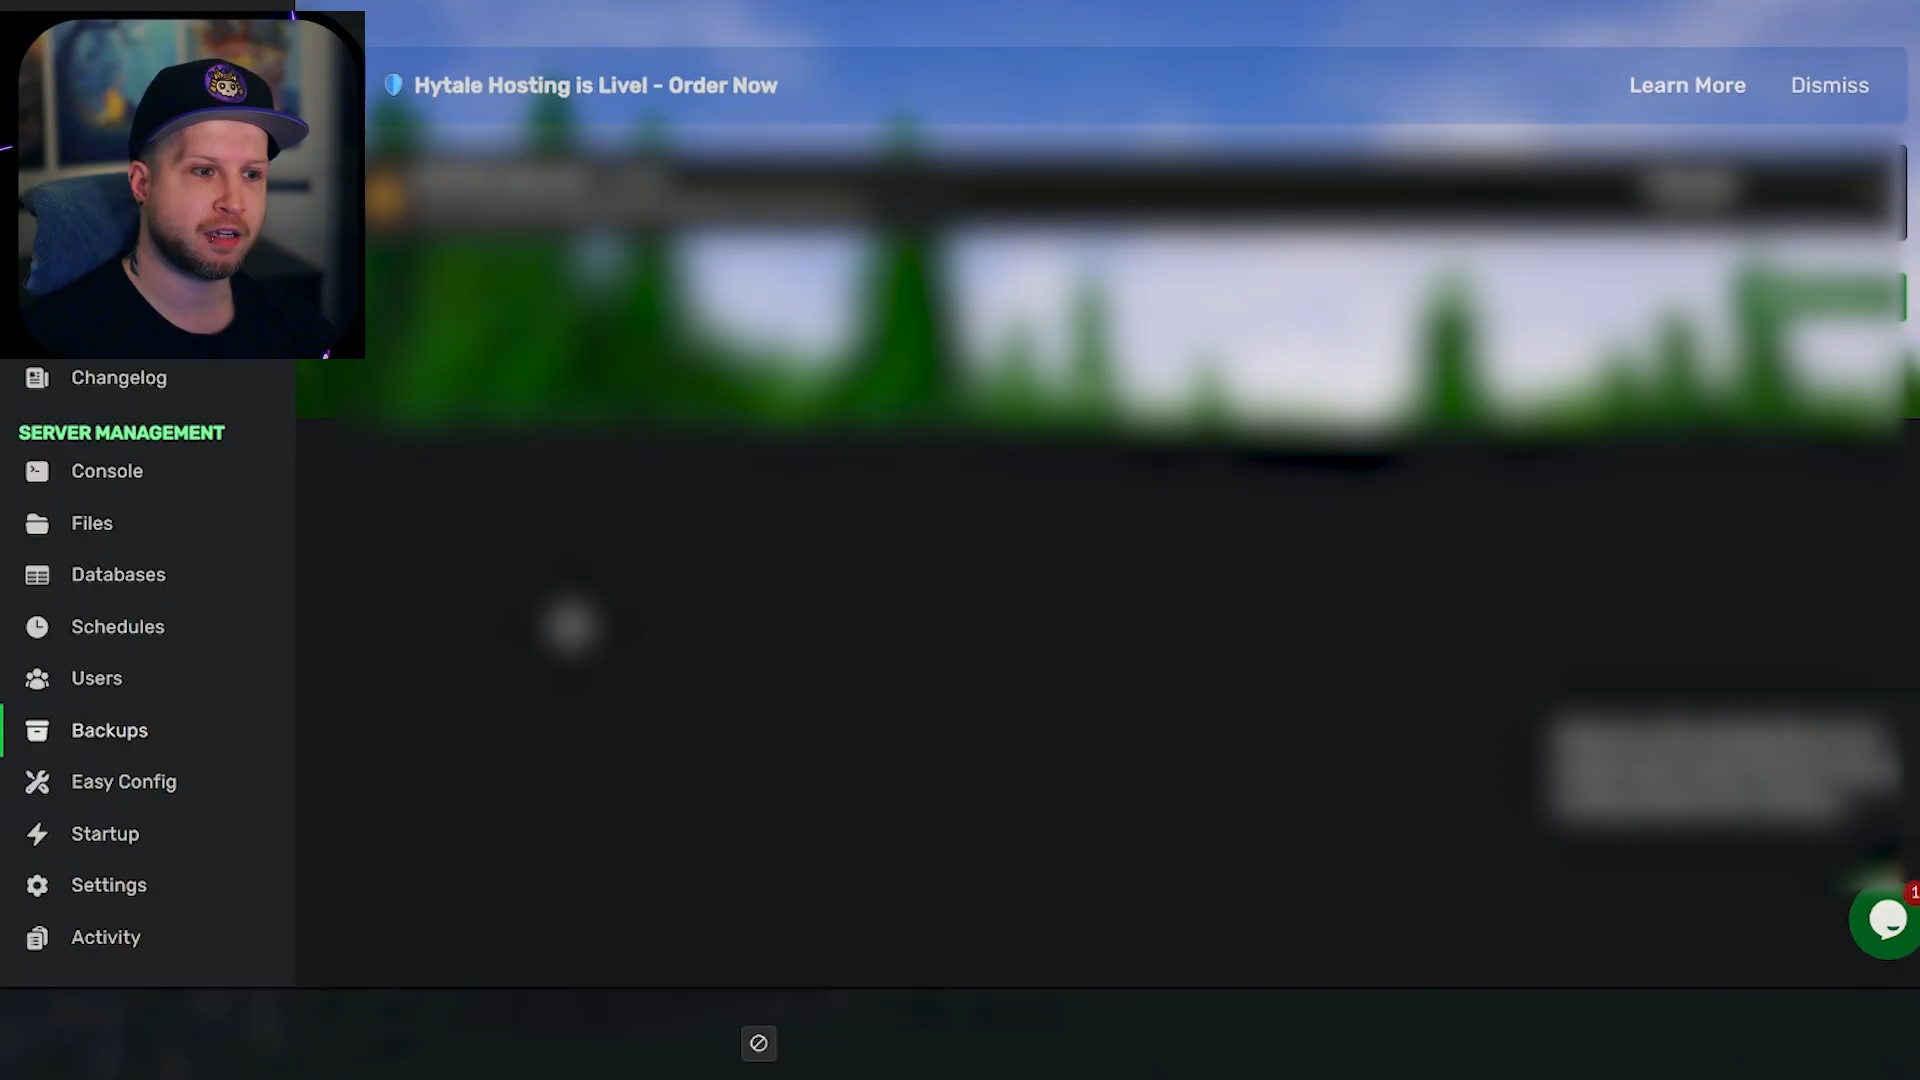 Hytale Hosting is Live! - Order Now
Learn More
Dismiss
Changelog
SERVER MANAGEMENT
Console
Files
Databases
Schedules
Users
Backups
Easy Config
Startup
Settings
Activity
1